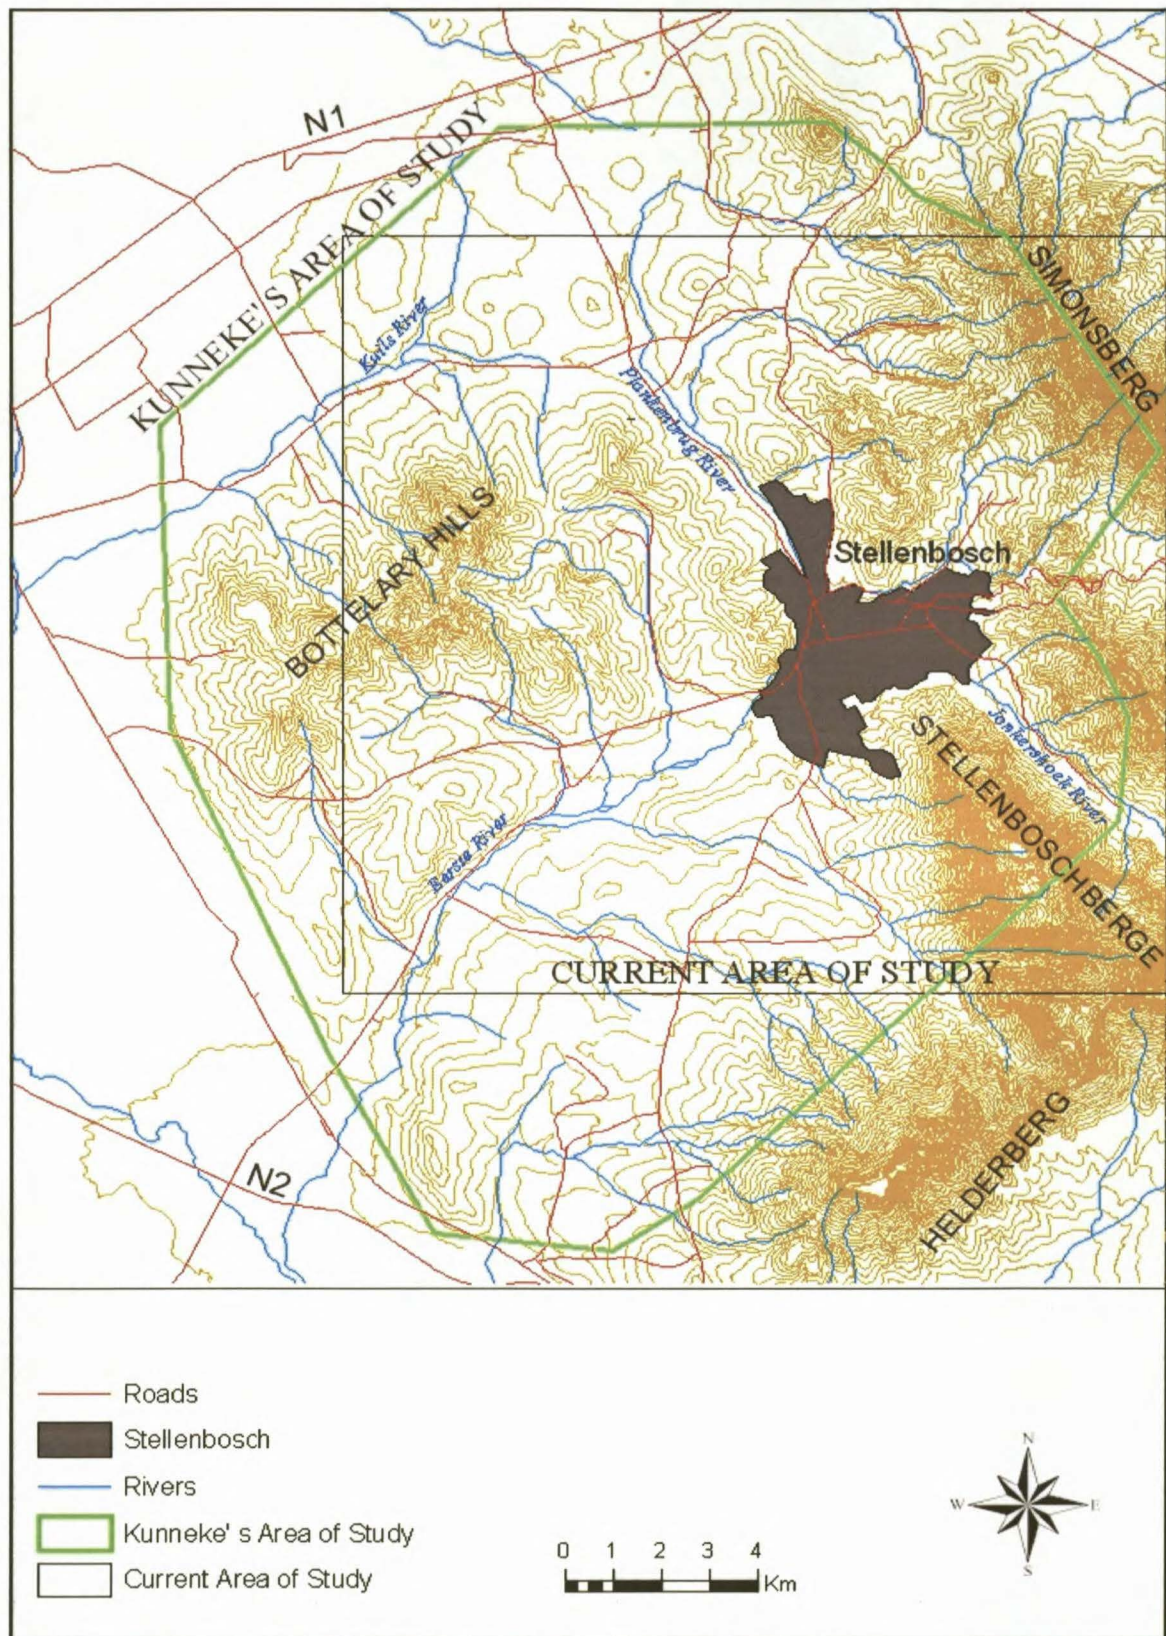 N1
KUNNEKE' S AREA OF STUDY
SIMONSBERG
Kuils River
Plankenbrug River
BOTTELARY HILLS
Stellenbosch
Jonkershoek River
STELLENBOSCHBERGE
Eerste River
CURRENT AREA OF STUDY
HELDERBERG
N2
Roads
Stellenbosch
Rivers
Kunneke' s Area of Study
Current Area of Study
0 1 2 3 4
Km
N
W E
S